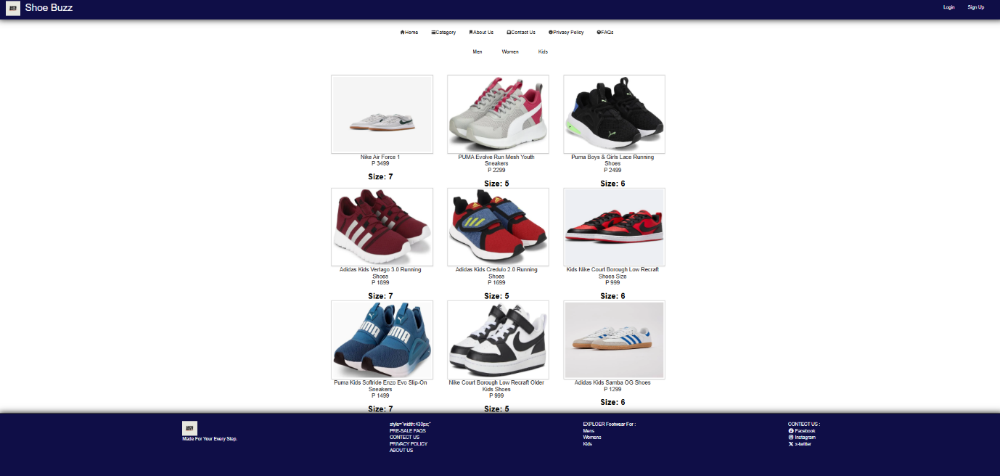 Shoe Buzz
Login Sign Up
Home Category About Us Contact Us Privacy Policy FAQs
Men Women Kids
Nike Air Force 1
P 3499
Size: 7
PUMA Evolve Run Mesh Youth
Sneakers
P 2299
Size: 5
Puma Boys & Girls Lace Running
Shoes
P 2499
Size: 6
Adidas Kids Verlago 3.0 Running
Shoes
P 1899
Size: 7
Adidas Kids Credulo 2.0 Running
Shoes
P 1699
Size: 5
Kids Nike Court Borough Low Recraft
Shoes Size
P 999
Size: 6
Puma Kids Softride Enzo Evo Slip-On
Sneakers
P 1499
Size: 7
Nike Court Borough Low Recraft Older
Kids Shoes
P 999
Size: 5
Adidas Kids Samba OG Shoes
P 1299
Size: 6
Made For Your Every Step.
style="width:430px;"
PRE-SALE FAQS
CONTECT US
PRIVACY POLICY
ABOUT US
EXPLOER Footwear For :
Mens
Womens
Kids
CONTECT US :
Facebook
Instagram
x-twitter